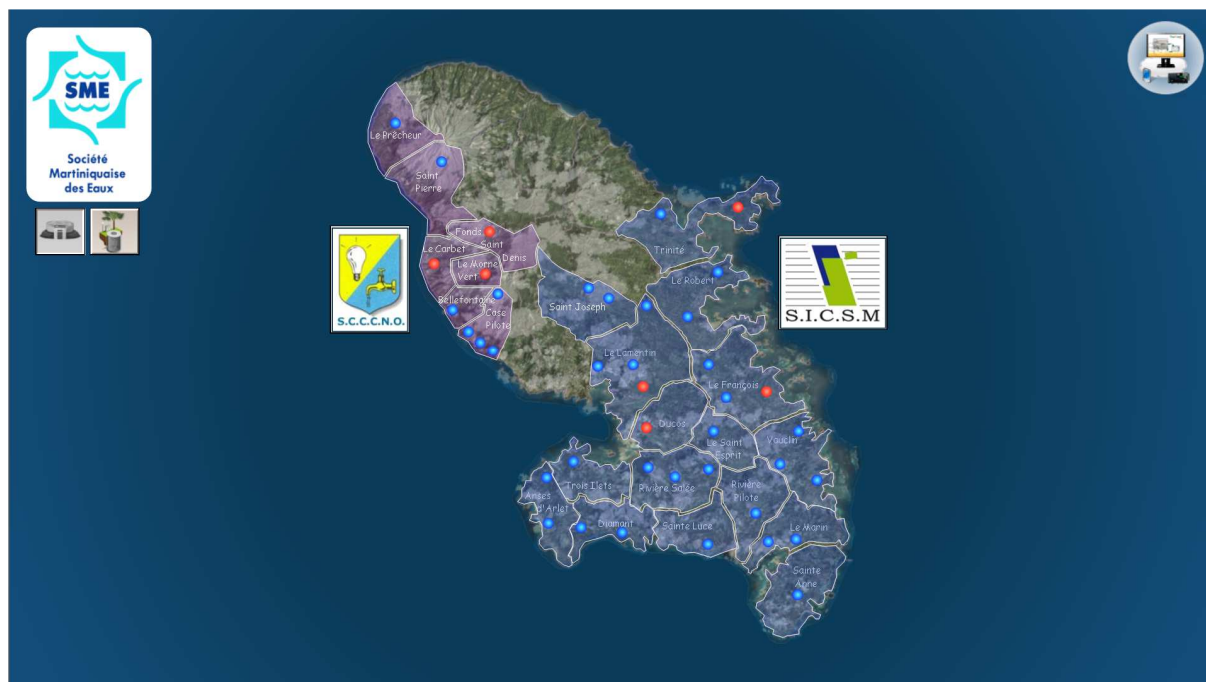 SME
Société
Martiniquaise
des Eaux
Le Prêcheur
Saint
Pierre
Fonds
Saint
Denis
Le Carbet
Le Morne
Vert
Bellefontaine
Case
Pilote
S.C.C.C.N.O.
Trinité
Le Robert
Saint Joseph
S.I.C.S.M
Le Lamentin
Le François
Ducos
Le Saint
Esprit
Vauclin
Trois Ilets
Rivière Salée
Rivière
Pilote
Anses
d'Arlet
Diamant
Sainte Luce
Le Marin
Sainte
Anne